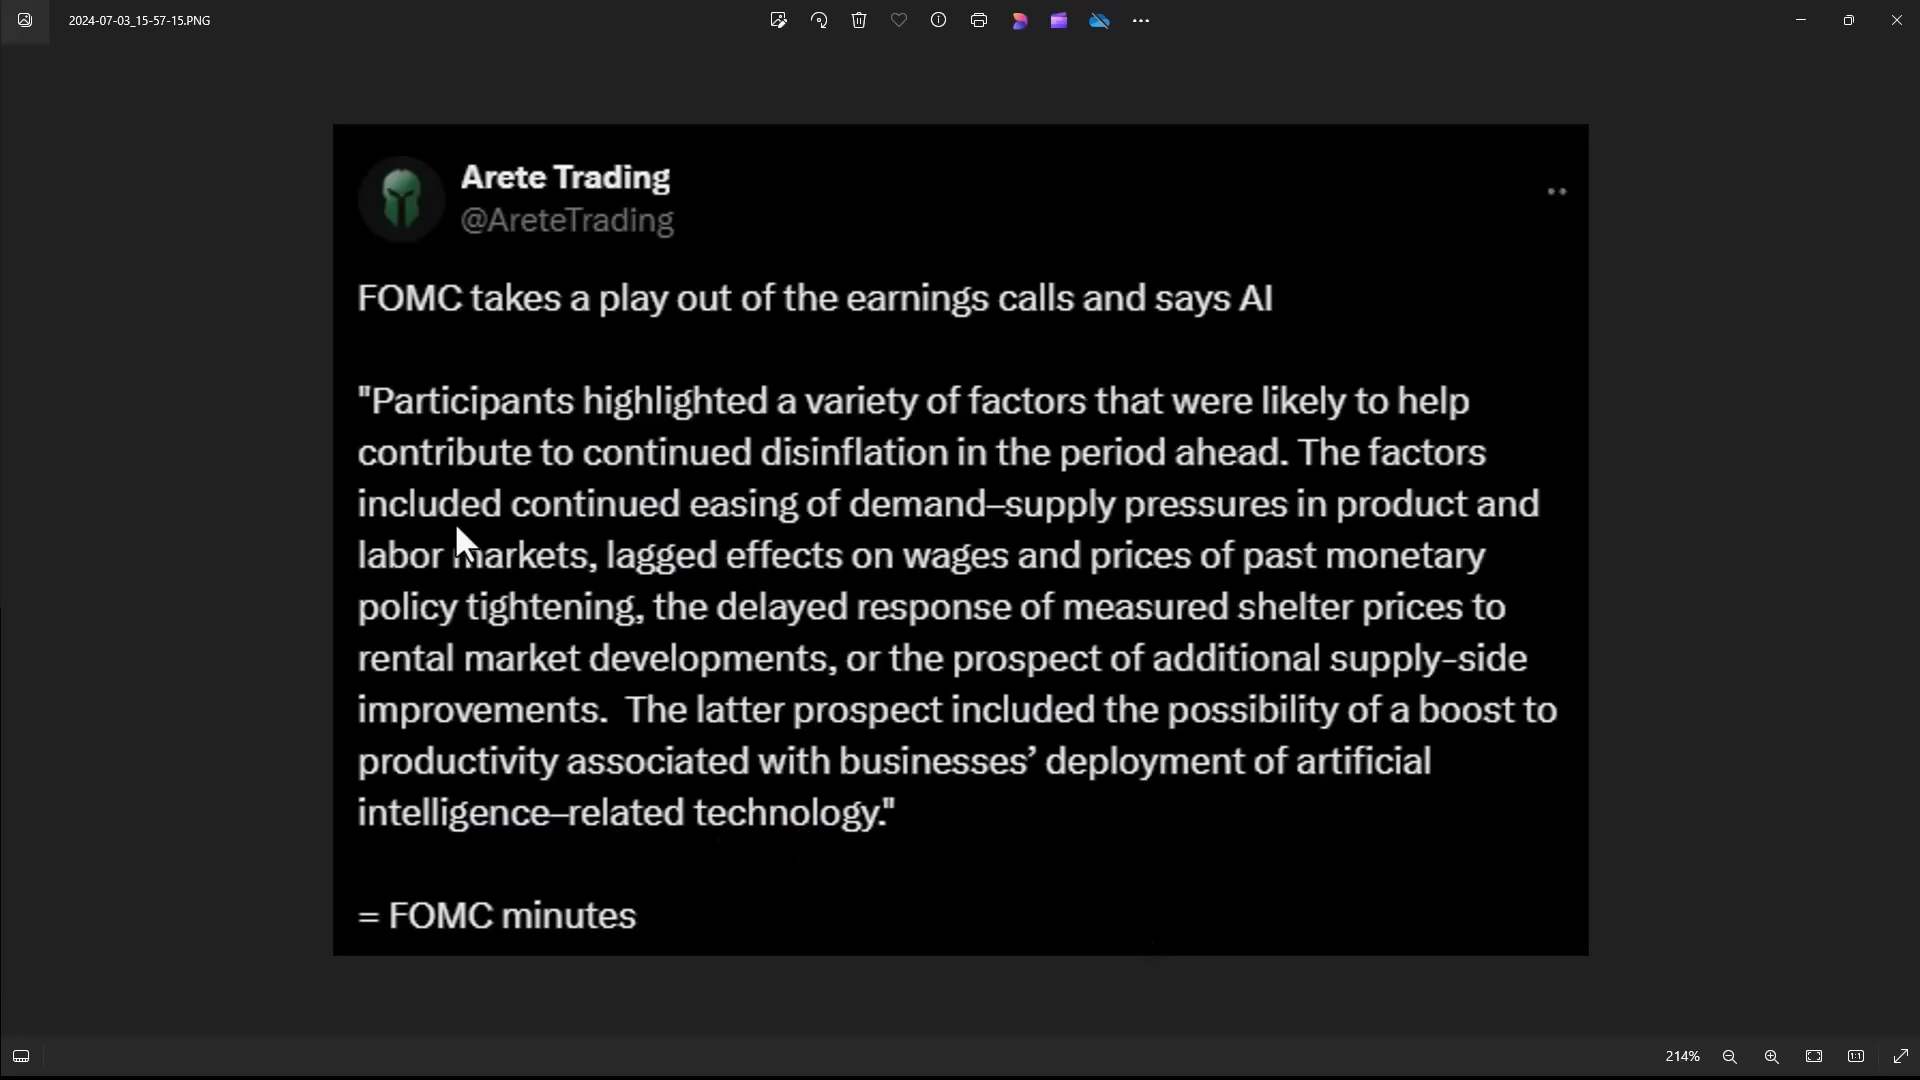 2024-07-03_15-57-15.PNG
Arete Trading
@AreteTrading
FOMC takes a play out of the earnings calls and says AI
"Participants highlighted a variety of factors that were likely to help
contribute to continued disinflation in the period ahead. The factors
included continued easing of demand–supply pressures in product and
labor markets, lagged effects on wages and prices of past monetary
policy tightening, the delayed response of measured shelter prices to
rental market developments, or the prospect of additional supply-side
improvements.  The latter prospect included the possibility of a boost to
productivity associated with businesses’ deployment of artificial
intelligence–related technology."
= FOMC minutes
214%